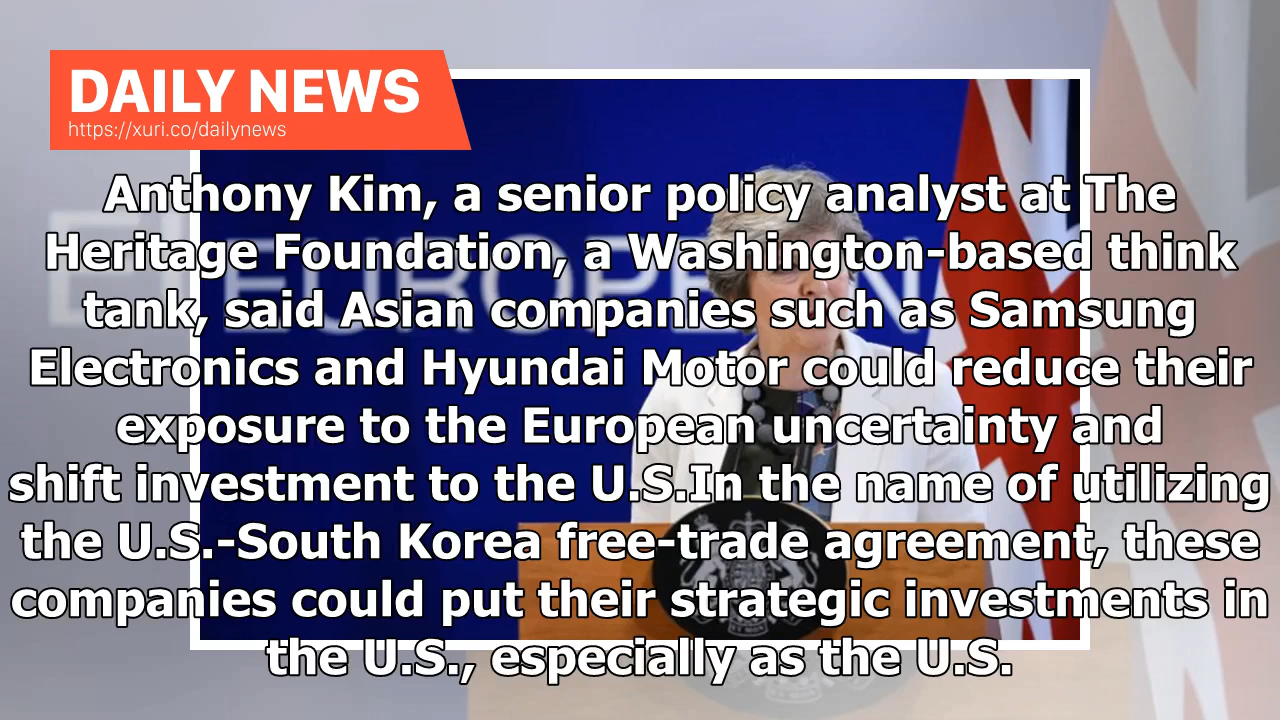 DAILY NEWS
https://xuri.co/dailynews
Anthony Kim, a senior policy analyst at The
Heritage Foundation, a Washington-based think
tank, said Asian companies such as Samsung
Electronics and Hyundai Motor could reduce their
exposure to the European uncertainty and
shift investment to the U.S.In the name of utilizing
the U.S.-South Korea free-trade agreement, these
companies could put their strategic investments in
the U.S., especially as the U.S.
EUROPEAN